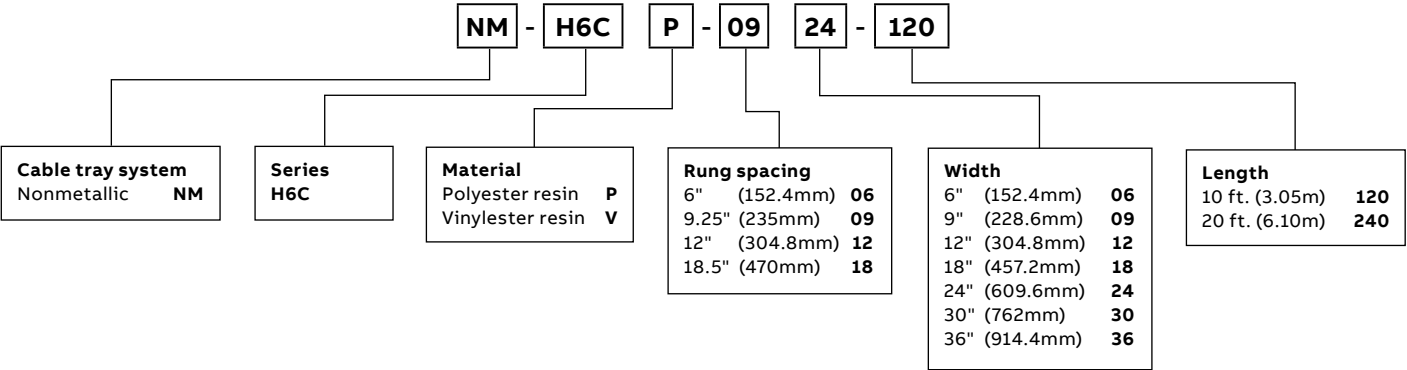 NM - H6C P - 09 24 - 120
Cable tray system
Nonmetallic NM
Series
H6C
Material
Polyester resin P
Vinylester resin V
Rung spacing
6" (152.4mm) 06
9.25" (235mm) 09
12" (304.8mm) 12
18.5" (470mm) 18
Width
6" (152.4mm) 06
9" (228.6mm) 09
12" (304.8mm) 12
18" (457.2mm) 18
24" (609.6mm) 24
30" (762mm) 30
36" (914.4mm) 36
Length
10 ft. (3.05m) 120
20 ft. (6.10m) 240